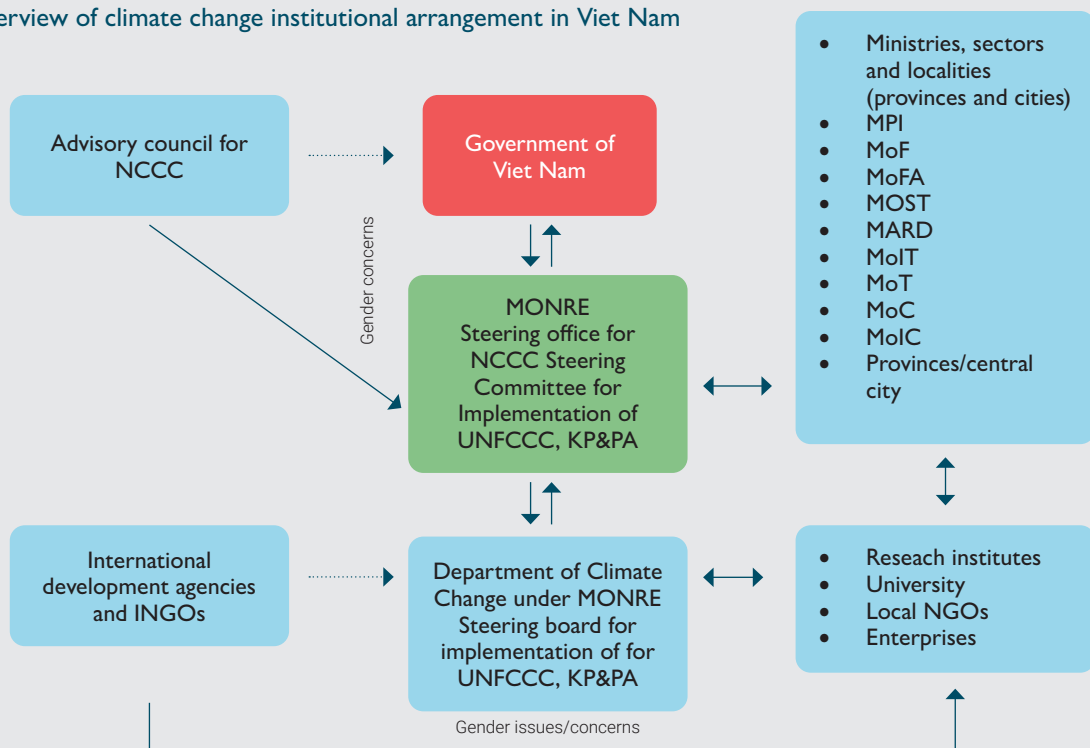 erview of climate change institutional arrangement in Viet Nam
Advisory council for
NCCC
Government of
Viet Nam
• Ministries, sectors
and localities
(provinces and cities)
• MPI
• MoF
• MoFA
• MOST
• MARD
• MoIT
• MoT
• MoC
• MoIC
• Provinces/central
city
Gender concerns
MONRE
Steering office for
NCCC Steering
Committee for
Implementation of
UNFCCC, KP&PA
International
development agencies
and INGOs
Department of Climate
Change under MONRE
Steering board for
implementation of for
UNFCCC, KP&PA
• Reseach institutes
• University
• Local NGOs
• Enterprises
Gender issues/concerns